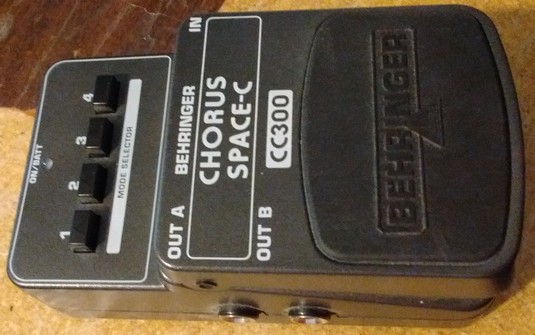 ON/BATT
1 2 3 4
MODE SELECTOR
BEHRINGER
OUT A
IN
CHORUS
SPACE-C
OUT B
CC300
BEHRINGER